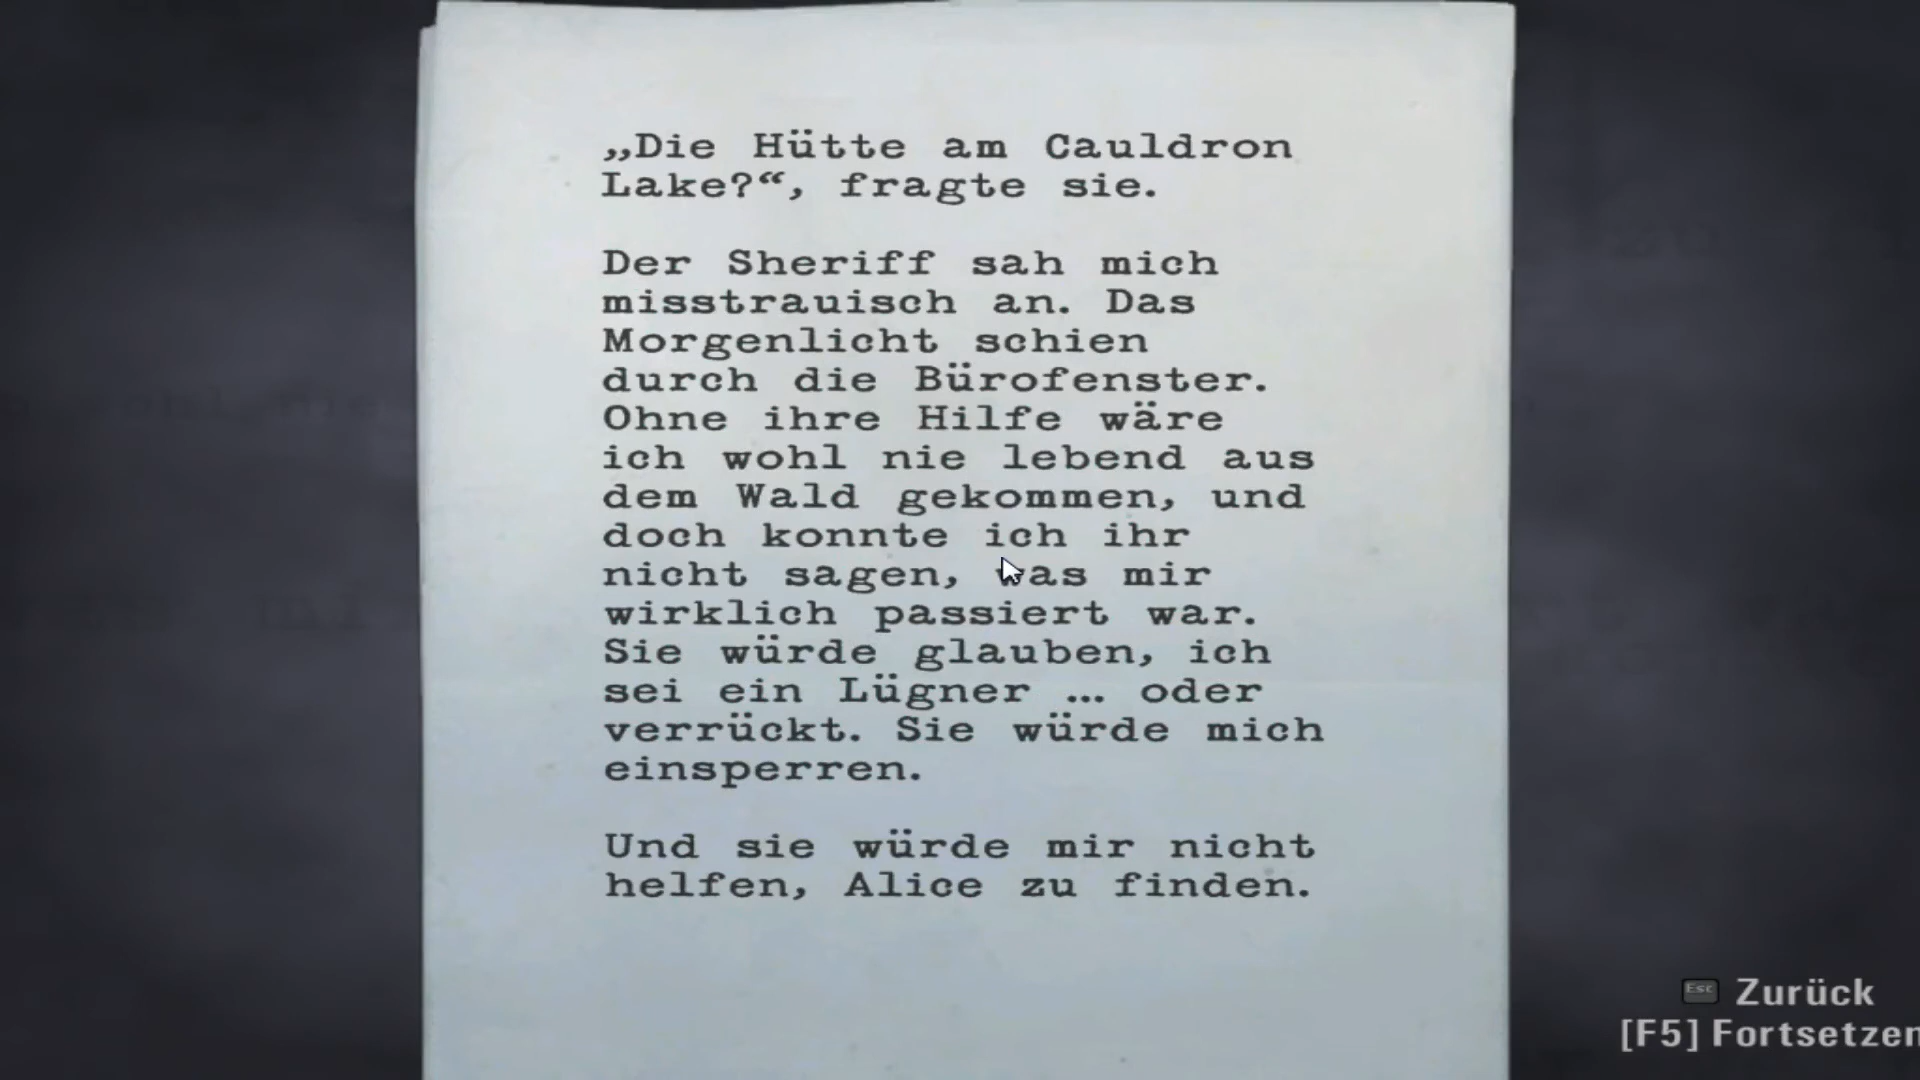 „Die Hütte am Cauldron
Lake?“, fragte sie.
Der Sheriff sah mich
misstrauisch an. Das
Morgenlicht schien
durch die Bürofenster.
Ohne ihre Hilfe wäre
ich wohl nie lebend aus
dem Wald gekommen, und
doch konnte ich ihr
nicht sagen, was mir
wirklich passiert war.
Sie würde glauben, ich
sei ein Lügner … oder
verrückt. Sie würde mich
einsperren.
Und sie würde mir nicht
helfen, Alice zu finden.
Esc Zurück
[F5] Fortsetzen